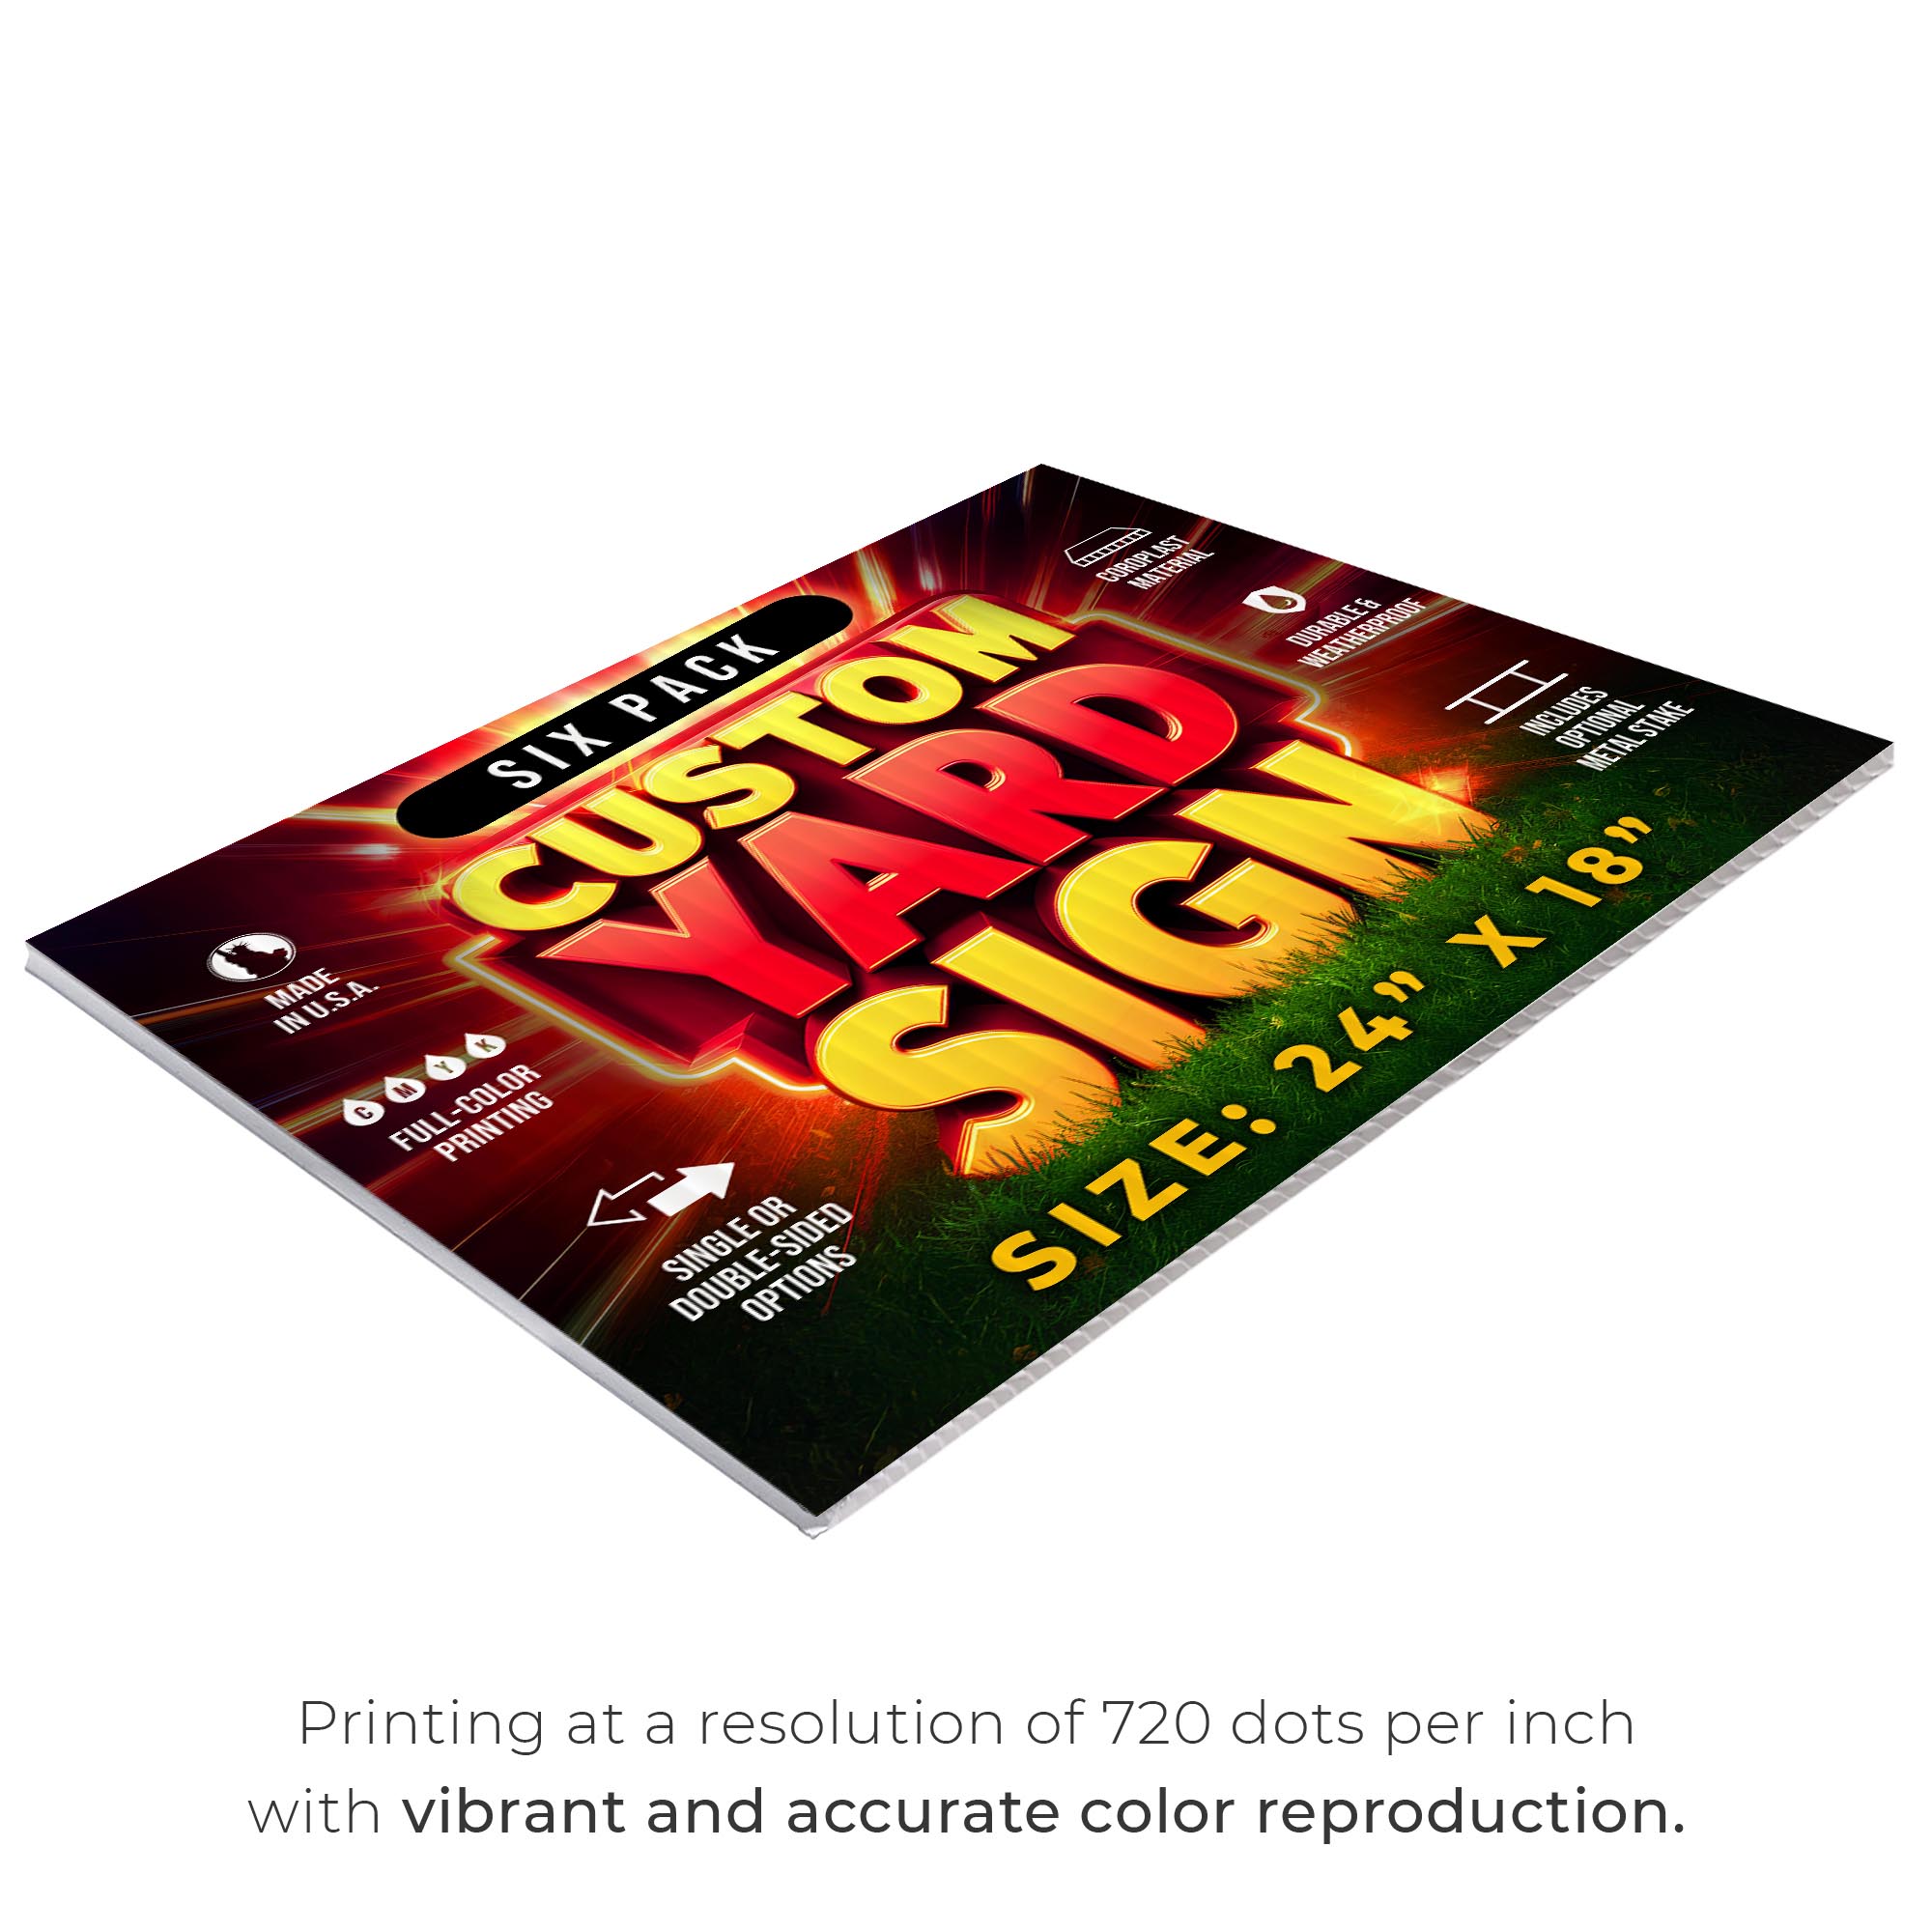 SIX PACK
CUSTOM
YARD
SIGN
SIZE: 24” X 18”
MADE
IN U.S.A.
C M Y K
FULL-COLOR
PRINTING
SINGLE OR
DOUBLE-SIDED
OPTIONS
COROPLAST
MATERIAL
DURABLE &
WEATHERPROOF
INCLUDES
OPTIONAL
METAL STAKE
Printing at a resolution of 720 dots per inch
with vibrant and accurate color reproduction.